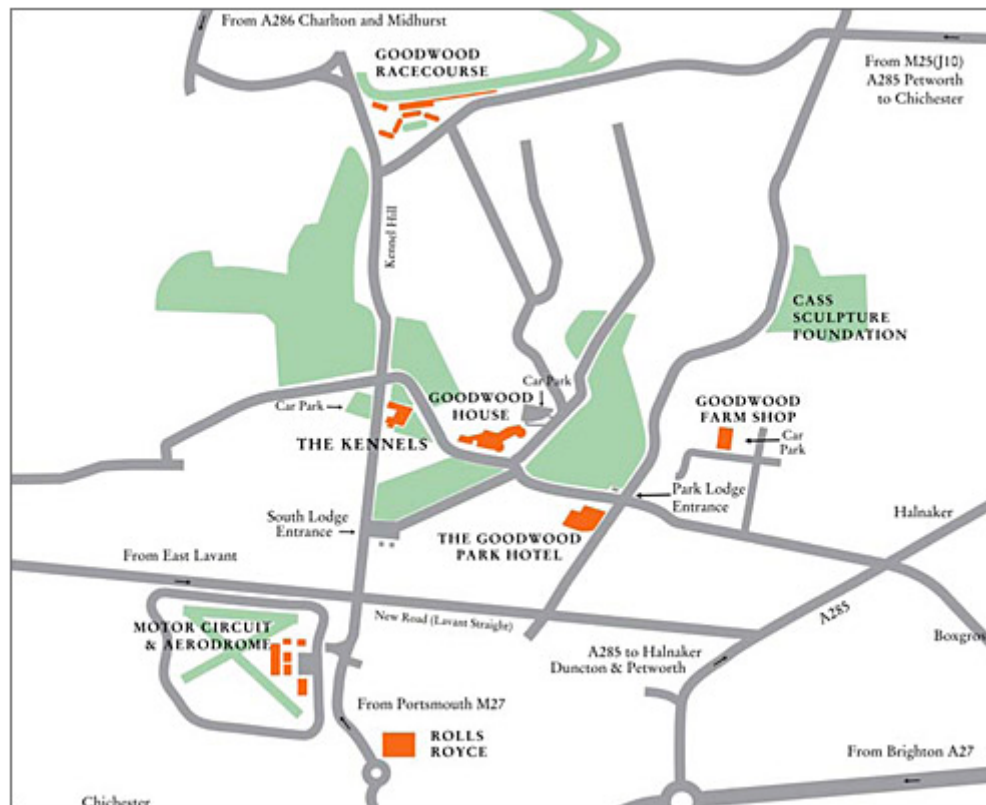 From A286 Charlton and Midhurst
GOODWOOD
RACECOURSE
From M25(J10)
A285 Petworth
to Chichester
Kennel Hill
CASS
SCULPTURE
FOUNDATION
Car Park
GOODWOOD
HOUSE
Car Park
GOODWOOD
FARM SHOP
Car
Park
THE KENNELS
Park Lodge
Entrance
South Lodge
Entrance
THE GOODWOOD
PARK HOTEL
Halnaker
From East Lavant
New Road (Lavant Straight)
A285
MOTOR CIRCUIT
& AERODROME
A285 to Halnaker
Duncton & Petworth
Boxgro
From Portsmouth M27
ROLLS
ROYCE
From Brighton A27
Chichester